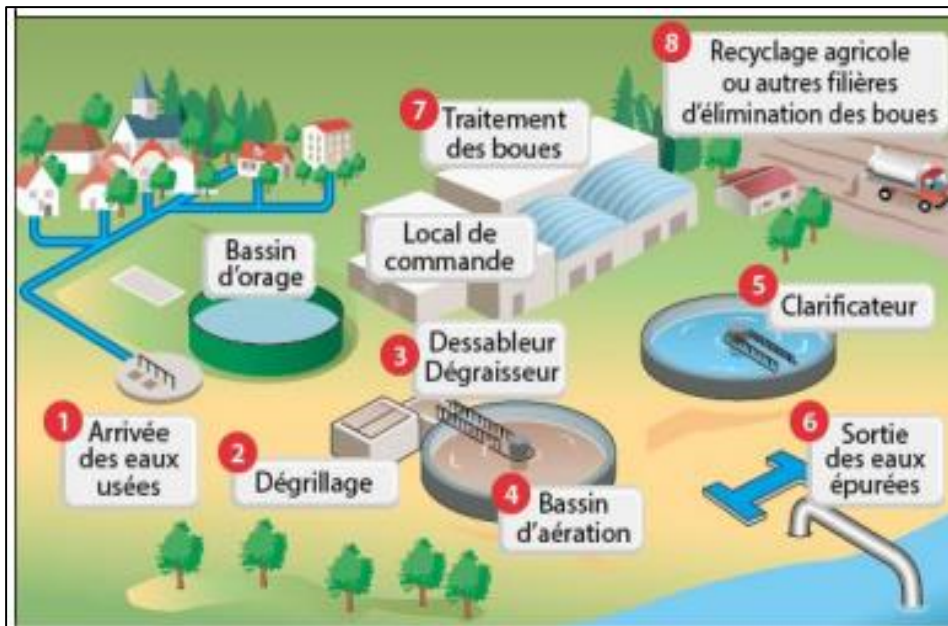 1
Arrivée
des eaux
usées
2
Dégrillage
3
Dessableur
Dégraisseur
4
Bassin
d'aération
5
Clarificateur
6
Sortie
des eaux
épurées
7
Traitement
des boues
8
Recyclage agricole
ou autres filières
d'élimination des boues
Bassin
d'orage
Local de
commande